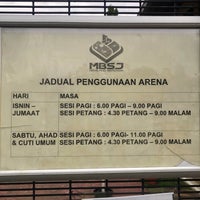 MBSJ
JADUAL PENGGUNAAN ARENA
HARI MASA
ISNIN – SESI PAGI : 6.00 PAGI – 9.00 PAGI
JUMAAT SESI PETANG : 4.30 PETANG – 9.00 MALAM
SABTU, AHAD SESI PAGI : 6.00 PAGI- 11.00 PAGI
& CUTI UMUM SESI PETANG : 4.30 PETANG – 9.00 MALAM